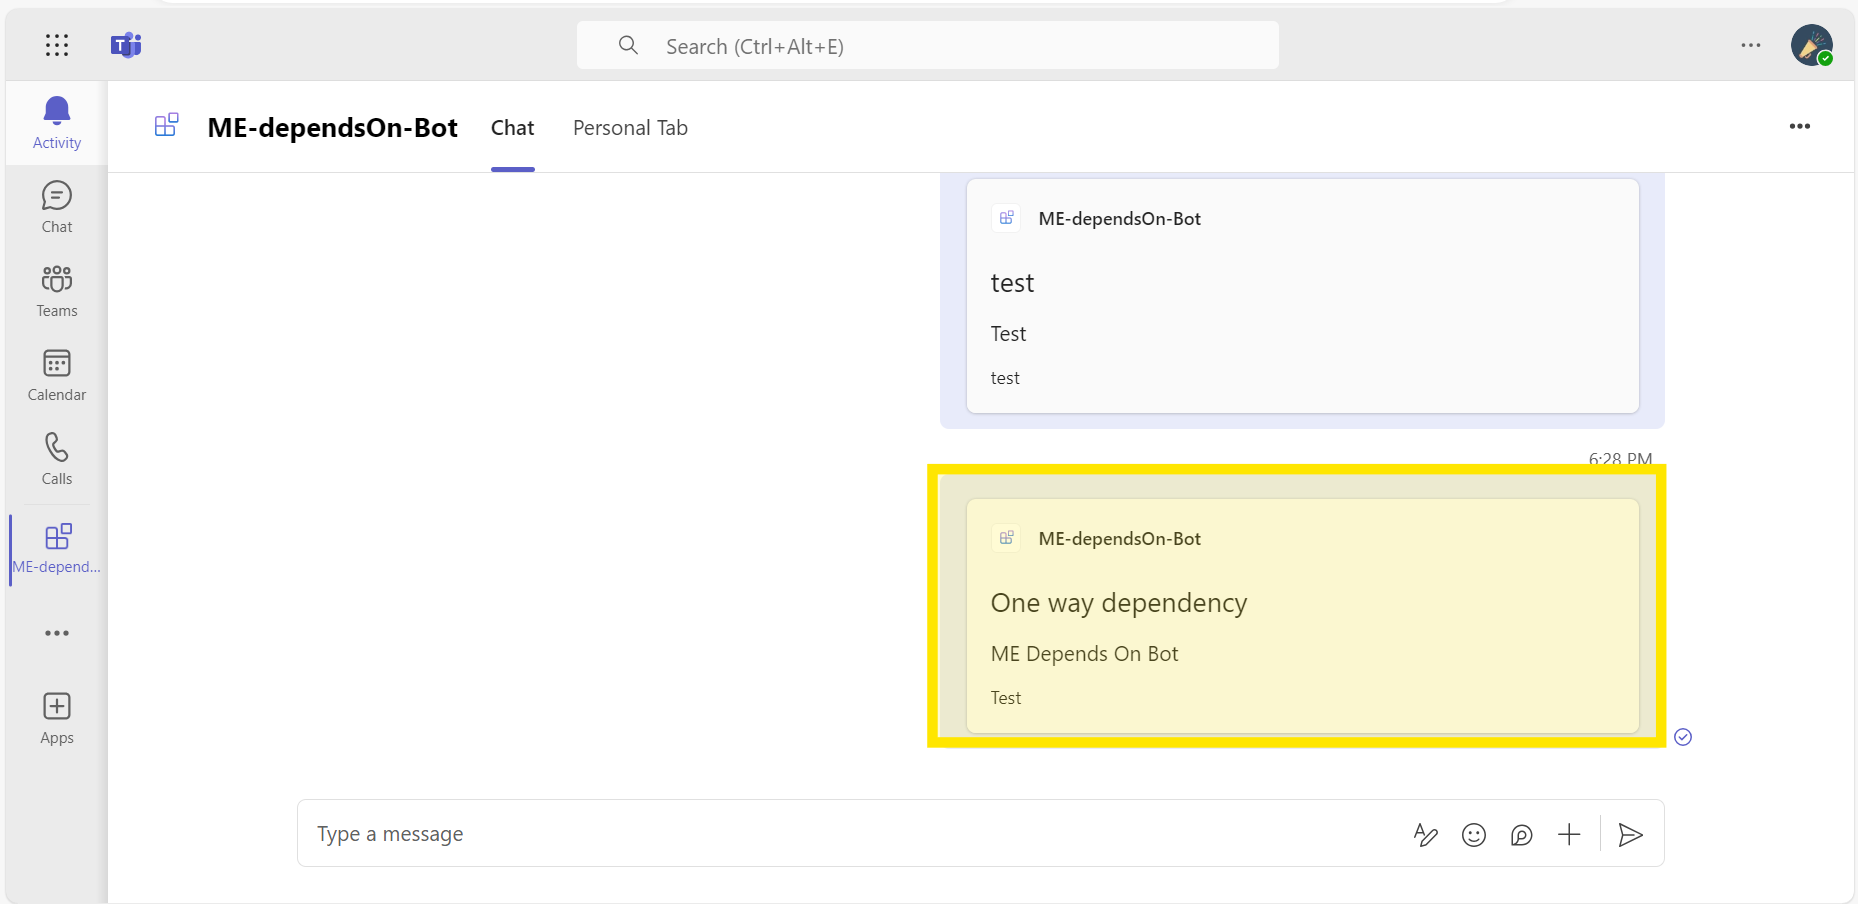 Search (Ctrl+Alt+E)
Activity
Chat
Teams
Calendar
Calls
ME-depend...
Apps
ME-dependsOn-Bot
Chat
Personal Tab
ME-dependsOn-Bot
test
Test
test
6:28 PM
ME-dependsOn-Bot
One way dependency
ME Depends On Bot
Test
Type a message